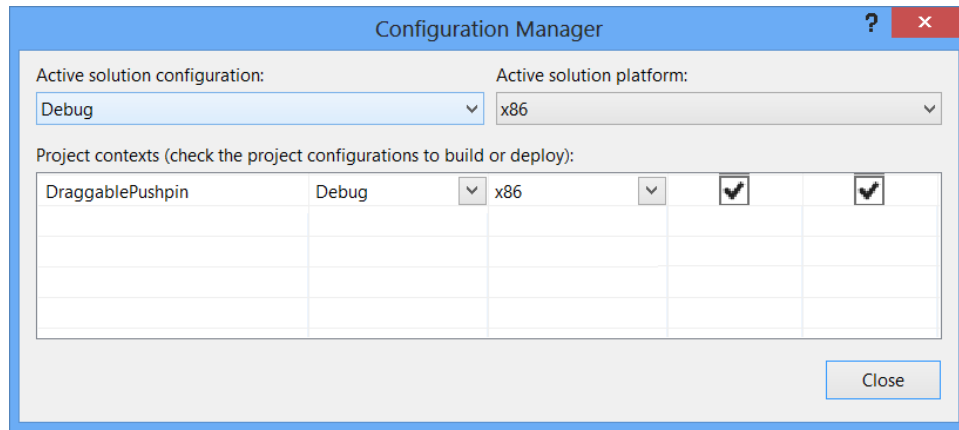 Configuration Manager
?
Active solution configuration: Active solution platform:
Debug x86
Project contexts (check the project configurations to build or deploy):
DraggablePushpin Debug x86
Close